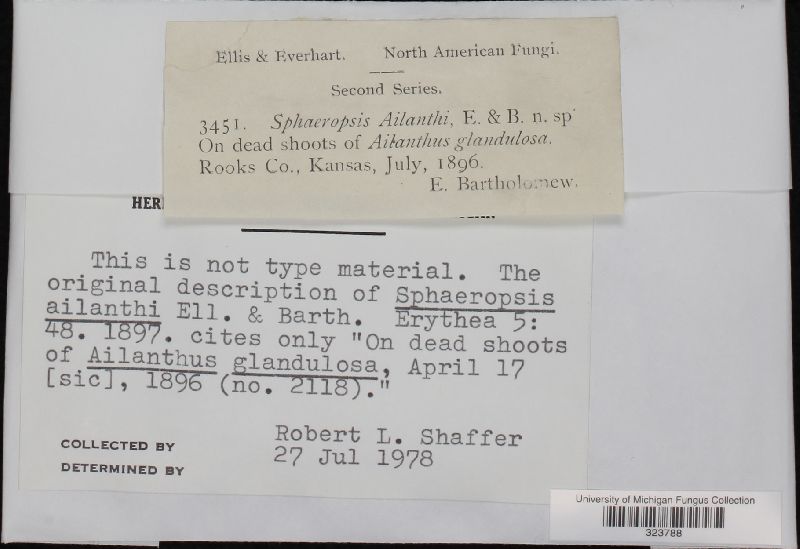 Ellis & Everhart. North American Fungi.
Second Series.
3451. Sphaeropsis Ailanthi, E. & B. n. sp.
On dead shoots of Ailanthus glandulosa.
Rooks Co., Kansas, July, 1896.
E. Bartholomew.
This is not type material. The
original description of Sphaeropsis
ailanthi Ell. & Barth. Erythea 5:
48. 1897. cites only "On dead shoots
of Ailanthus glandulosa, April 17
[sic], 1896 (no. 2118)."
Robert L. Shaffer
27 Jul 1978
COLLECTED BY
DETERMINED BY
University of Michigan Fungus Collection
323788